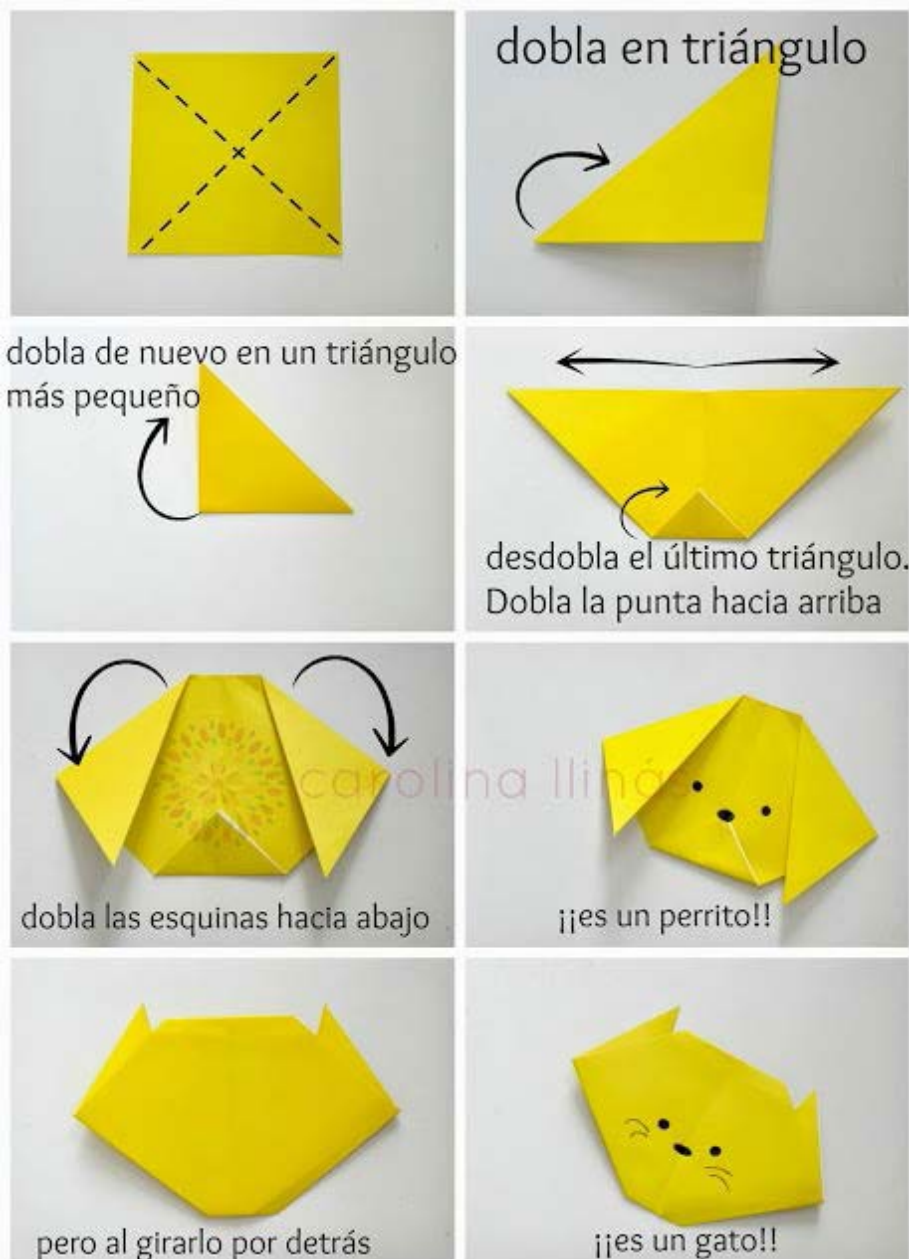 dobla en triángulo
dobla de nuevo en un triángulo
más pequeño
desdobla el último triángulo.
Dobla la punta hacia arriba
dobla las esquinas hacia abajo
carolina llinás
¡¡es un perrito!!
pero al girarlo por detrás
¡¡es un gato!!